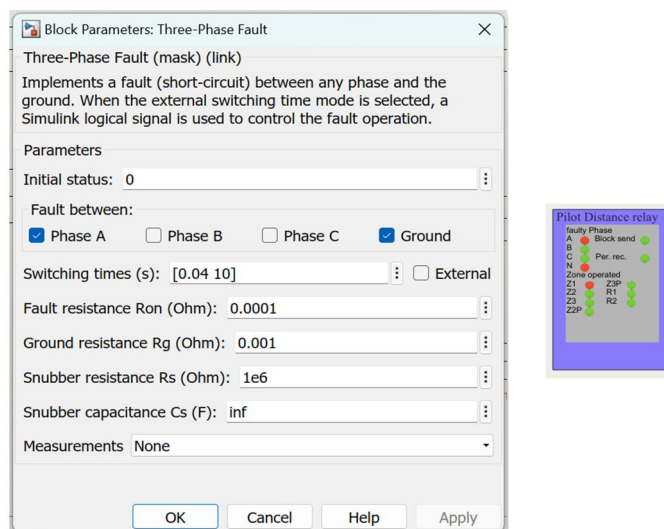 Block Parameters: Three-Phase Fault
Three-Phase Fault (mask) (link)
Implements a fault (short-circuit) between any phase and the
ground. When the external switching time mode is selected, a
Simulink logical signal is used to control the fault operation.
Parameters
Initial status: 0
Fault between:
Phase A Phase B Phase C Ground
Switching times (s): [0.04 10] External
Fault resistance Ron (Ohm): 0.0001
Ground resistance Rg (Ohm): 0.001
Snubber resistance Rs (Ohm): 1e6
Snubber capacitance Cs (F): inf
Measurements None
OK Cancel Help Apply
Pilot Distance relay
faulty Phase
A Block send
B
C Per. rec.
N
Zone operated
Z1 Z3P
Z2 R1
Z3 R2
Z2P